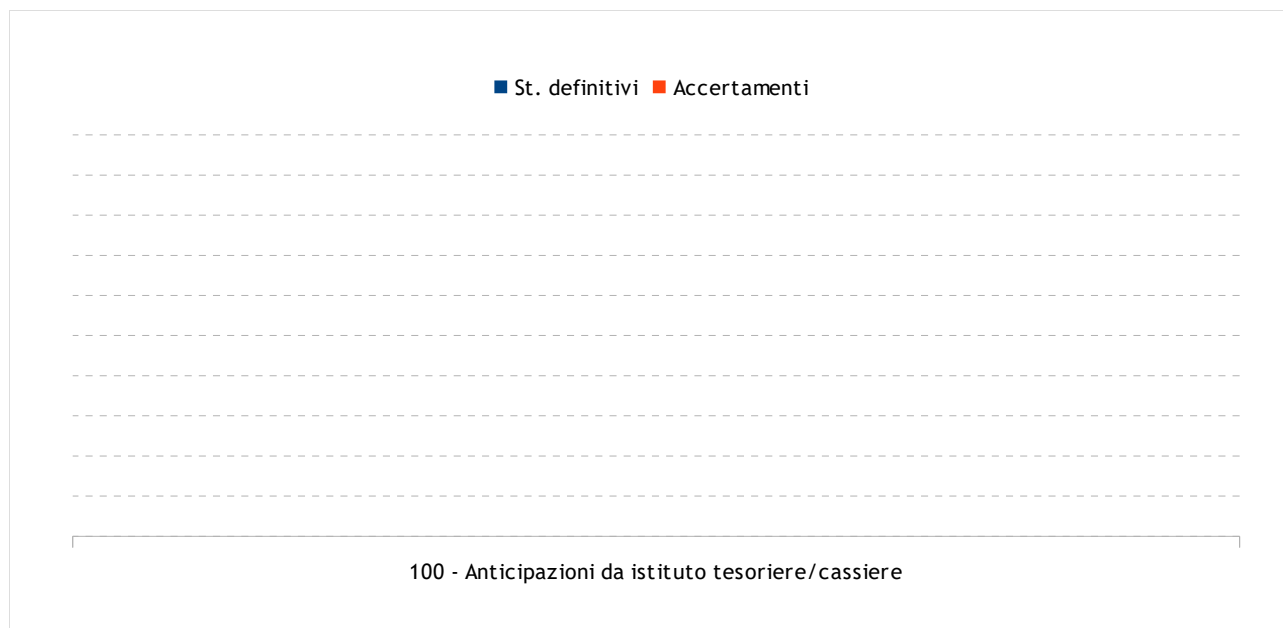 St. definitivi Accertamenti
100 - Anticipazioni da istituto tesoriere/cassiere